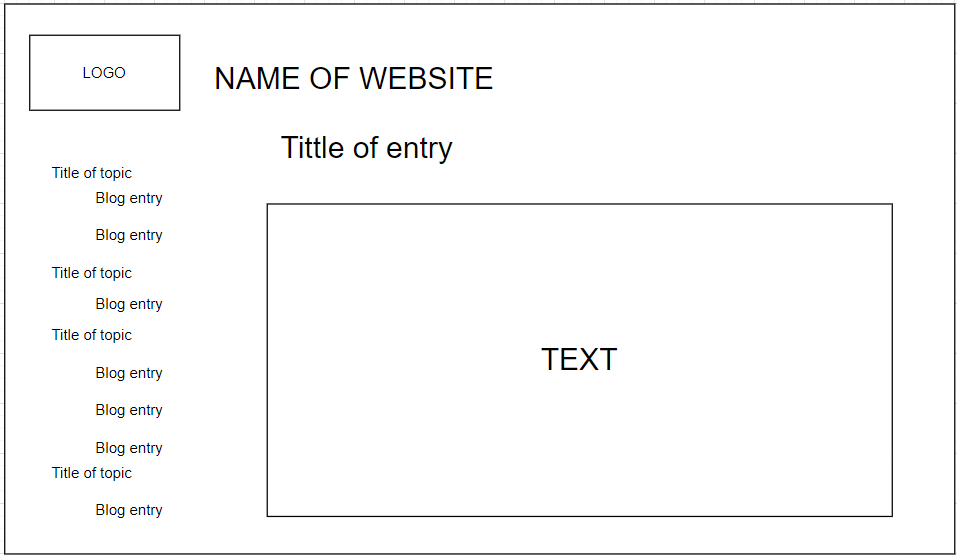 LOGO
NAME OF WEBSITE
Tittle of entry
Title of topic
Blog entry
Blog entry
Title of topic
Blog entry
Title of topic
Blog entry
Blog entry
Blog entry
Title of topic
Blog entry
TEXT